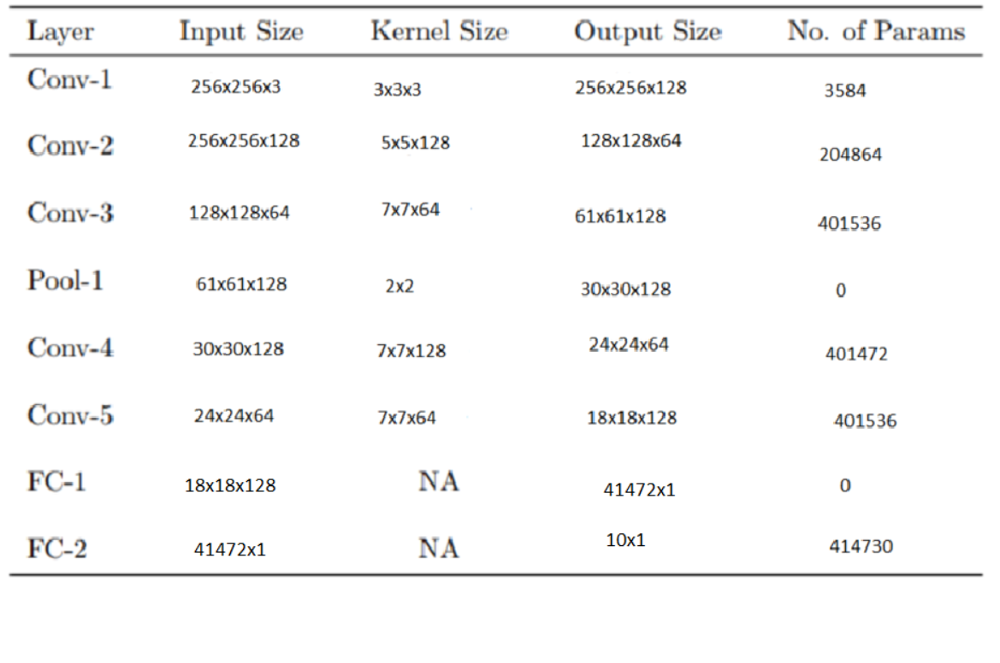 Layer Input Size Kernel Size Output Size No. of Params
Conv-1 256x256x3 3x3x3 256x256x128 3584
Conv-2 256x256x128 5x5x128 128x128x64 204864
Conv-3 128x128x64 7x7x64 61x61x128 401536
Pool-1 61x61x128 2x2 30x30x128 0
Conv-4 30x30x128 7x7x128 24x24x64 401472
Conv-5 24x24x64 7x7x64 18x18x128 401536
FC-1 18x18x128 NA 41472x1 0
FC-2 41472x1 NA 10x1 414730